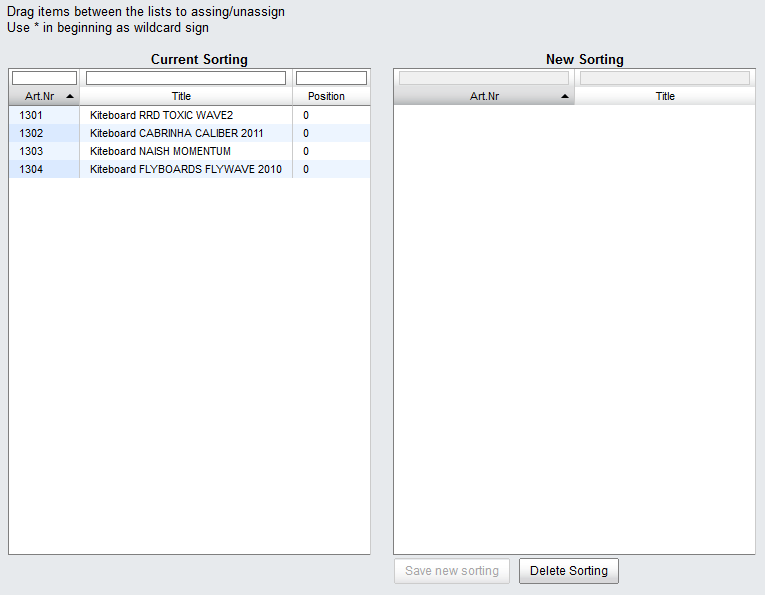 Drag items between the lists to assing/unassign
Use * in beginning as wildcard sign
Current Sorting
Art.Nr Title Position
1301 Kiteboard RRD TOXIC WAVE2 0
1302 Kiteboard CABRINHA CALIBER 2011 0
1303 Kiteboard NAISH MOMENTUM 0
1304 Kiteboard FLYBOARDS FLYWAVE 2010 0
New Sorting
Art.Nr Title
Save new sorting Delete Sorting